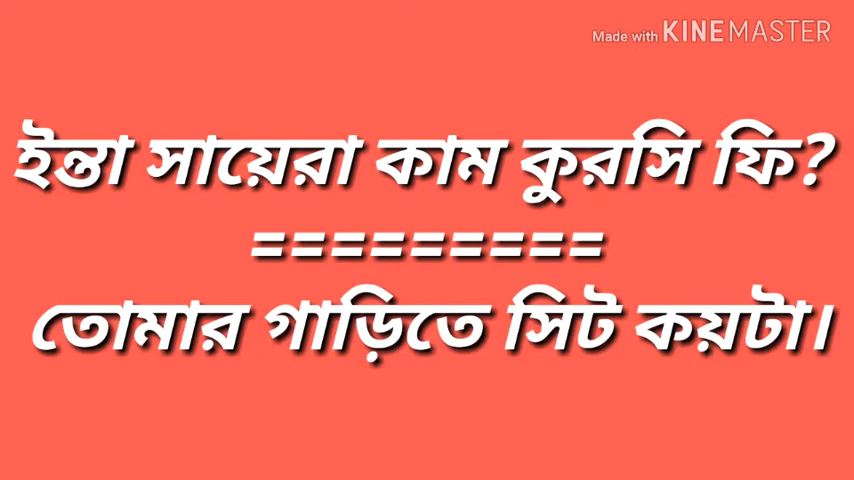 Made with KINEMASTER
ইন্তা সায়েরা কাম কুরসি ফি?
=========
তোমার গাড়িতে সিট কয়টা।